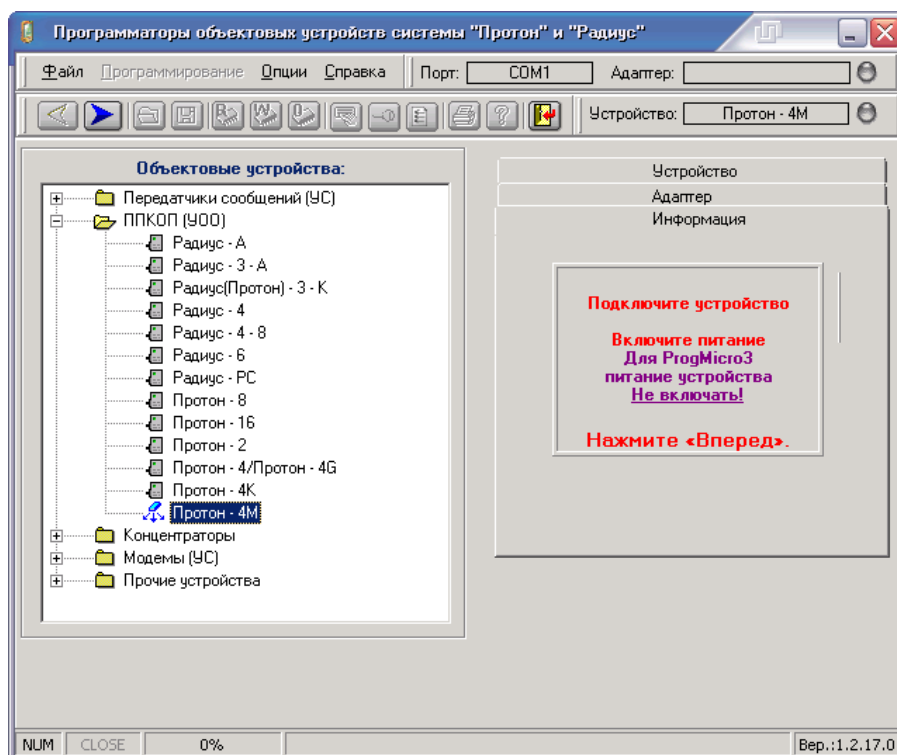 Программаторы объектовых устройств системы "Протон" и "Радиус"
Файл Программирование Опции Справка Порт: COM1 Адаптер:
Устройство: Протон - 4М
Объектовые устройства:
Передатчики сообщений (УС)
ППКОП (УОО)
Радиус - А
Радиус - 3 - А
Радиус(Протон) - 3 - К
Радиус - 4
Радиус - 4 - 8
Радиус - 6
Радиус - РС
Протон - 8
Протон - 16
Протон - 2
Протон - 4/Протон - 4G
Протон - 4К
Протон - 4М
Концентраторы
Модемы (УС)
Прочие устройства
Устройство
Адаптер
Информация
Подключите устройство
Включите питание
Для ProgMicro3
питание устройства
Не включать!
Нажмите «Вперед».
NUM CLOSE 0% Вер.:1.2.17.0